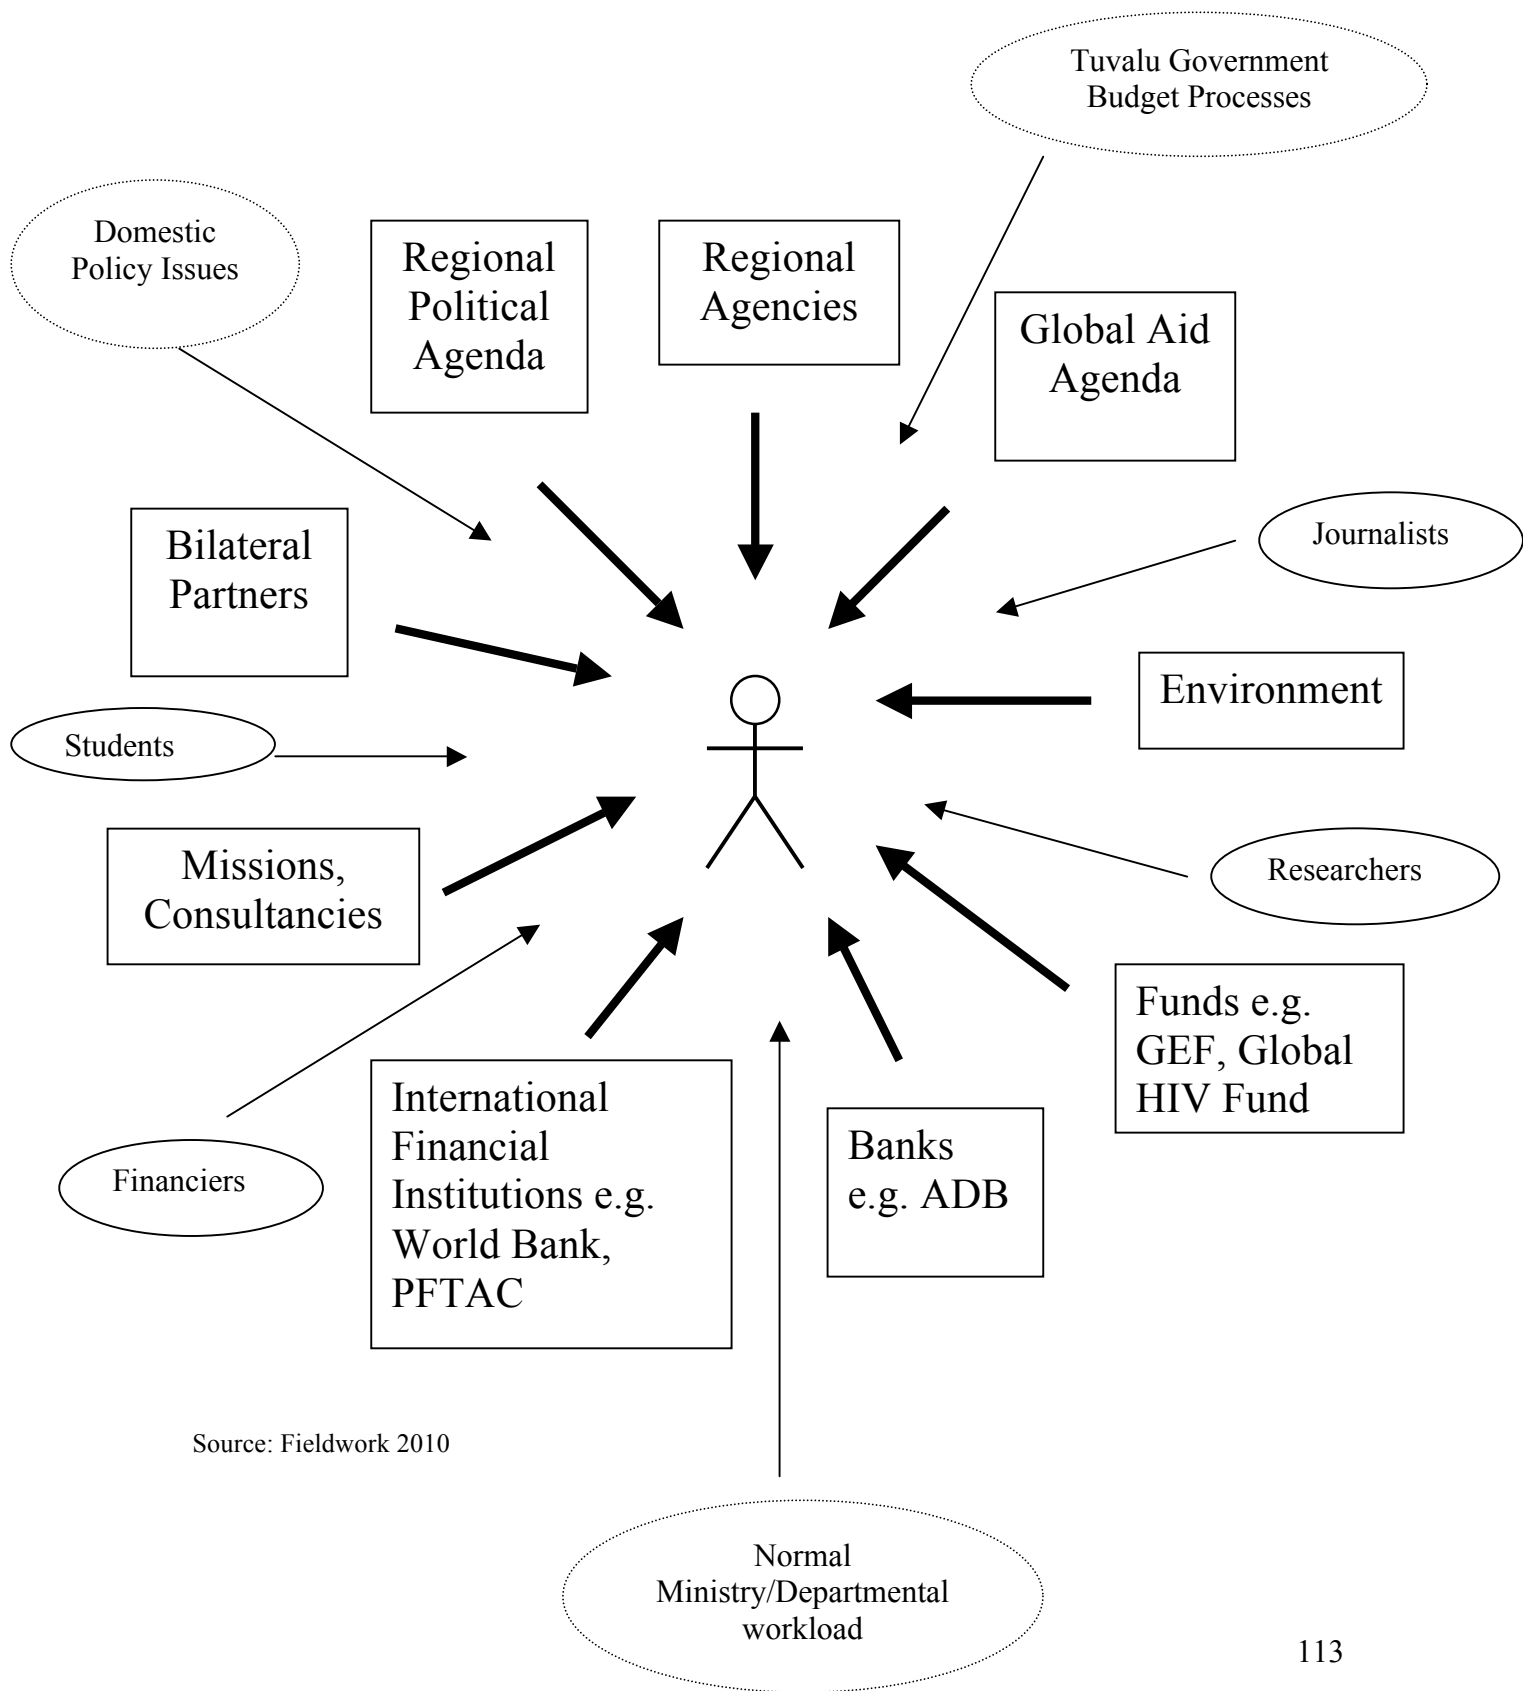 Tuvalu Government
Budget Processes
Domestic
Policy Issues
Regional
Political
Agenda
Regional
Agencies
Global Aid
Agenda
Bilateral
Partners
Journalists
Environment
Students
Missions,
Consultancies
Researchers
Funds e.g.
GEF, Global
HIV Fund
International
Financial
Institutions e.g.
World Bank,
PFTAC
Banks
e.g. ADB
Financiers
Source: Fieldwork 2010
Normal
Ministry/Departmental
workload
113